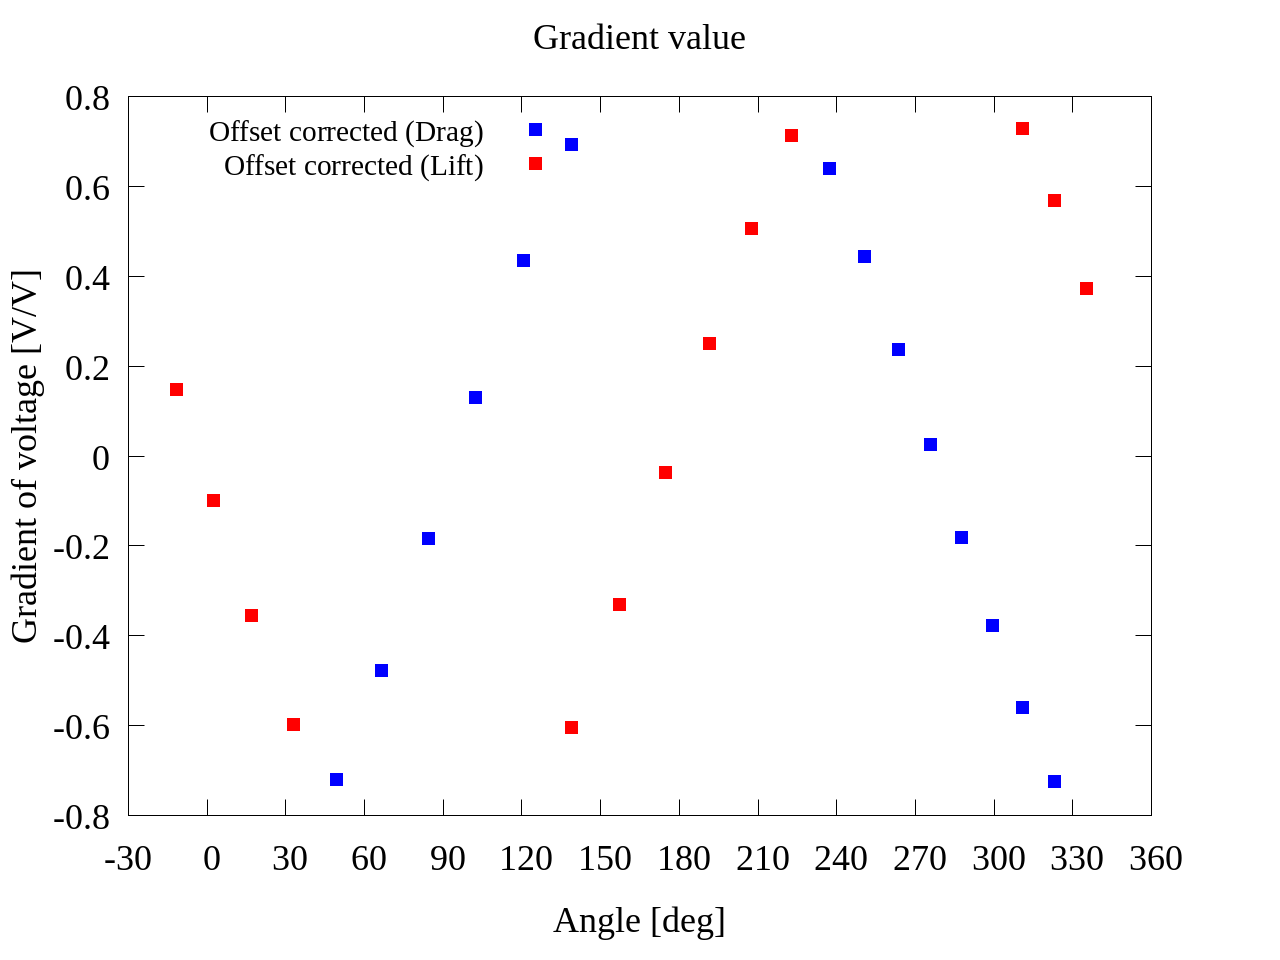 Gradient value
Offset corrected (Drag)
Offset corrected (Lift)
Gradient of voltage [V/V]
0.8
0.6
0.4
0.2
0
-0.2
-0.4
-0.6
-0.8
-30 0 30 60 90 120 150 180 210 240 270 300 330 360
Angle [deg]